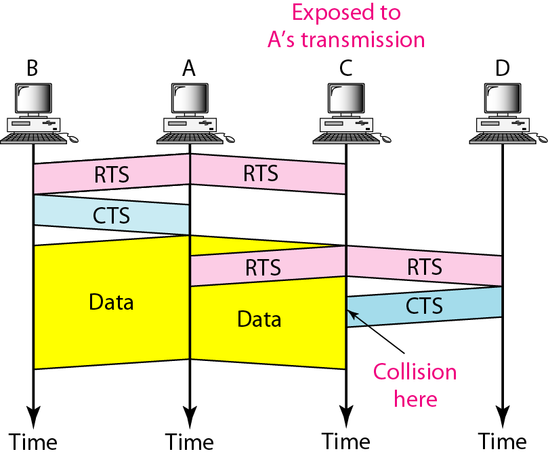 Exposed to
A's transmission
B
A
C
D
RTS
RTS
CTS
RTS
RTS
Data
Data
CTS
Collision
here
Time
Time
Time
Time